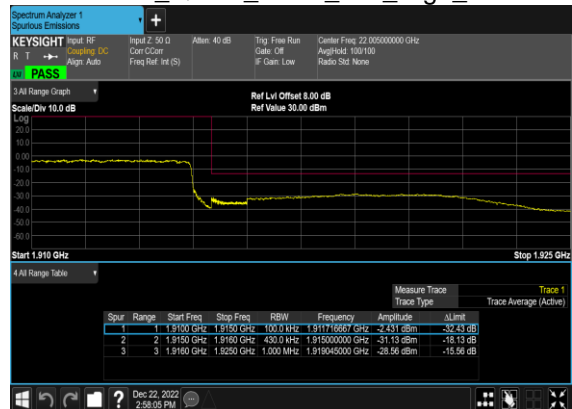 Spectrum Analyzer 1
Spurious Emissions
+
KEYSIGHT Input: RF Input Z: 50 Ω Atten: 40 dB Trig: Free Run Center Freq: 22.005000000 GHz
R T Coupling: DC Corr CCorr Gate: Off Avg|Hold: 100/100
Align: Auto Freq Ref: Int (S) IF Gain: Low Radio Std: None
PASS
3 All Range Graph
Ref Lvl Offset 8.00 dB
Scale/Div 10.0 dB Ref Value 30.00 dBm
Log
20.0
10.0
0.00
-10.0
-20.0
-30.0
-40.0
-50.0
-60.0
Start 1.910 GHz Stop 1.925 GHz
4 All Range Table
Measure Trace Trace 1
Trace Type Trace Average (Active)
Spur Range Start Freq Stop Freq RBW Frequency Amplitude ΔLimit
1 1 1.9100 GHz 1.9150 GHz 100.0 kHz 1.911716667 GHz -2.431 dBm -32.43 dB
2 2 1.9150 GHz 1.9160 GHz 430.0 kHz 1.915000000 GHz -31.13 dBm -18.13 dB
3 3 1.9160 GHz 1.9250 GHz 1.000 MHz 1.919045000 GHz -28.56 dBm -15.56 dB
? Dec 22, 2022
2:58:05 PM